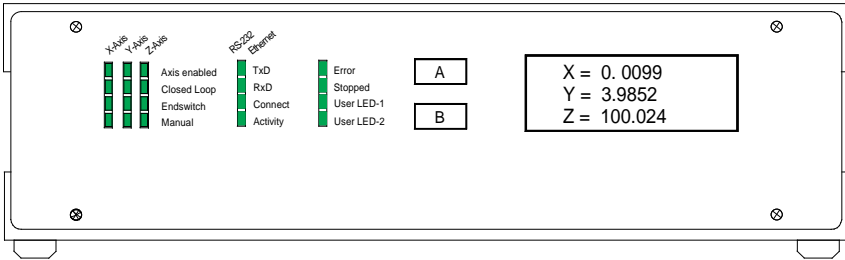 X-Axis
Y-Axis
Z-Axis
Axis enabled
Closed Loop
Endswitch
Manual
RS-232
Ethernet
TxD
RxD
Connect
Activity
Error
Stopped
User LED-1
User LED-2
A
B
X = 0. 0099
Y = 3.9852
Z = 100.024